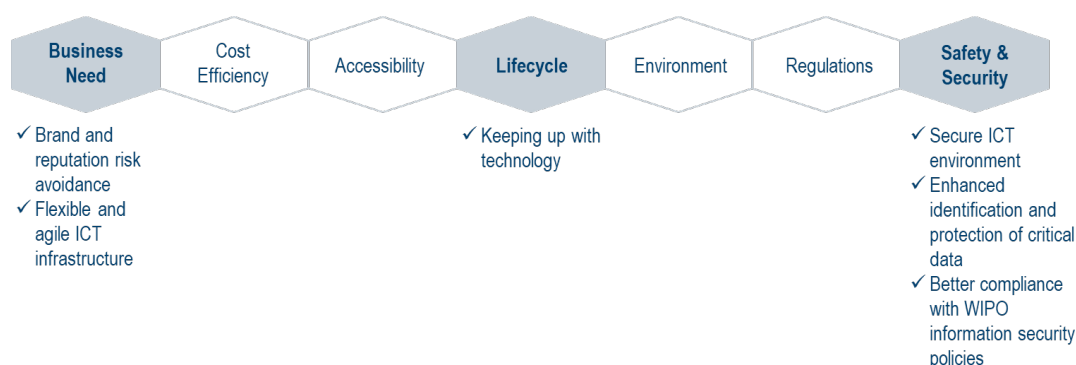 Business
Need
Cost
Efficiency
Accessibility
Lifecycle
Environment
Regulations
Safety &
Security
✓ Brand and
reputation risk
avoidance
✓ Flexible and
agile ICT
infrastructure
✓ Keeping up with
technology
✓ Secure ICT
environment
✓ Enhanced
identification and
protection of critical
data
✓ Better compliance
with WIPO
information security
policies